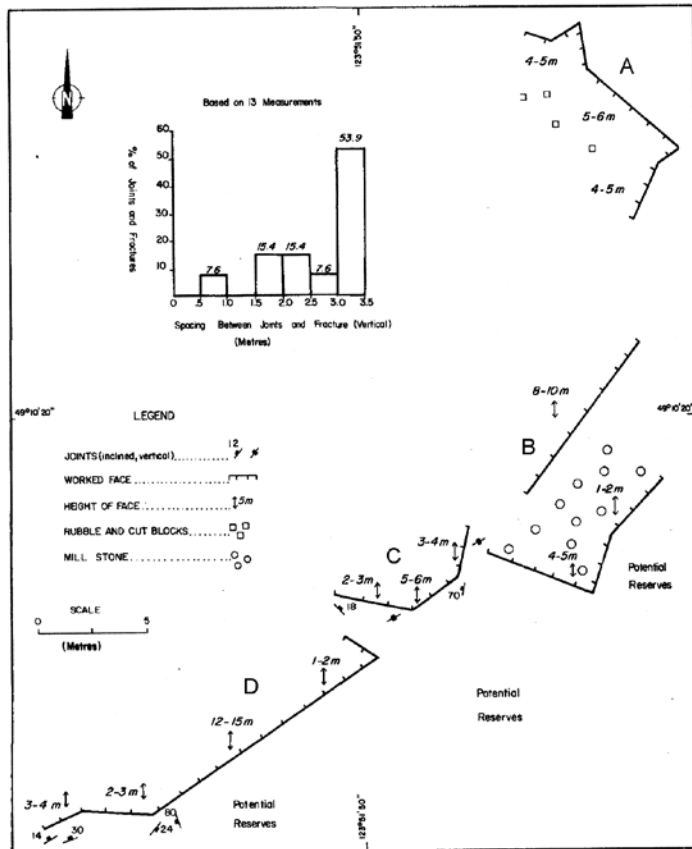 123°51'50"
N
4-5m
A
5-6m
4-5m
Based on 13 Measurements
% of Joints and Fractures
60
50
40
30
20
10
7.6
15.4
15.4
7.6
53.9
0 .5 1.0 1.5 2.0 2.5 3.0 3.5
Spacing Between Joints and Fracture (Vertical)
(Metres)
49°10'20"
49°10'20"
LEGEND
12
JOINTS (inclined, vertical)
WORKED FACE
HEIGHT OF FACE 5m
RUBBLE AND CUT BLOCKS
MILL STONE
SCALE
0 5
(Metres)
8-10m
B
1-2m
4-5m
Potential
Reserves
C
3-4m
2-3m
5-6m
18
70
D
1-2m
12-15m
Potential
Reserves
3-4m
2-3m
14
30
80
24
Potential
Reserves
123°51'50"